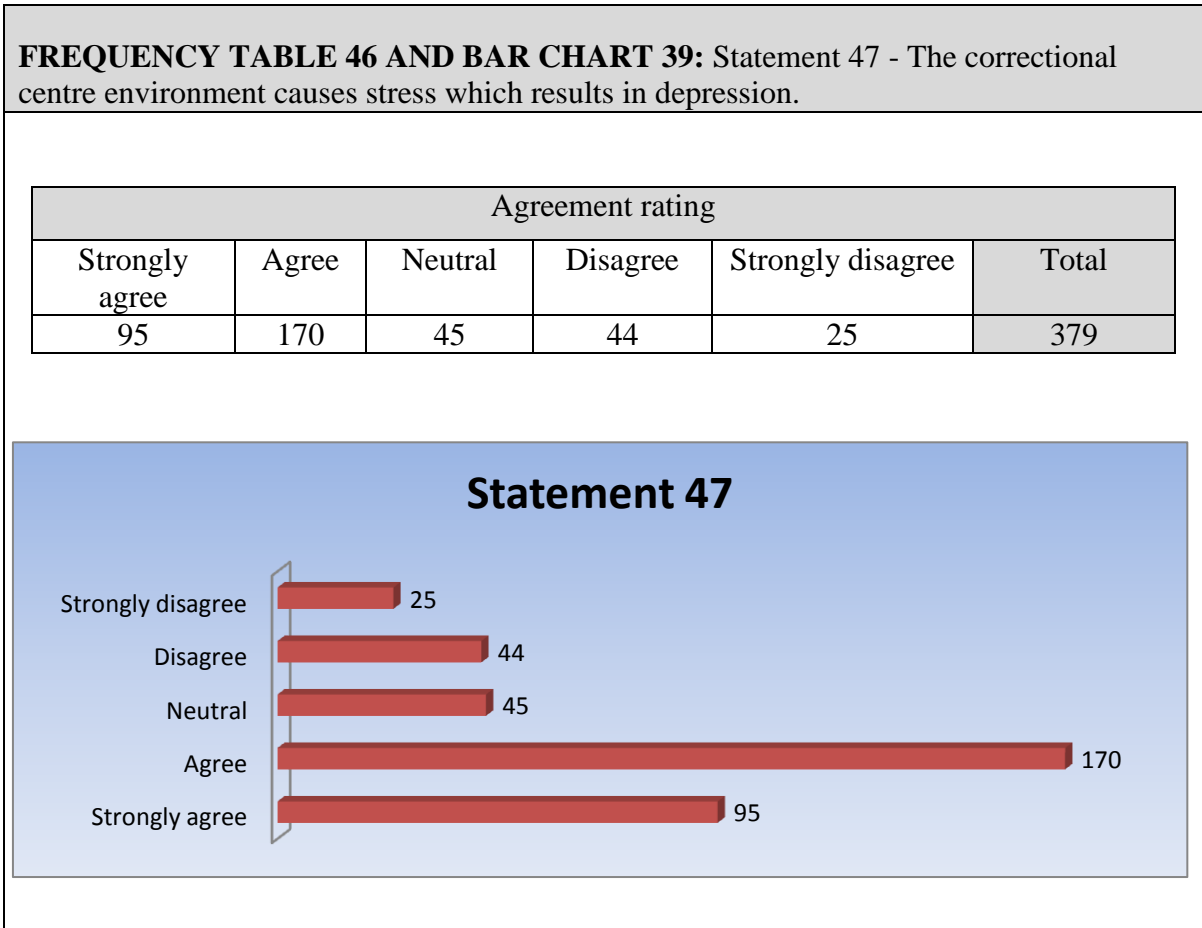 FREQUENCY TABLE 46 AND BAR CHART 39: Statement 47 - The correctional
centre environment causes stress which results in depression.
Agreement rating
Strongly agree Agree Neutral Disagree Strongly disagree Total
95 170 45 44 25 379
Statement 47
Strongly disagree 25
Disagree 44
Neutral 45
Agree 170
Strongly agree 95